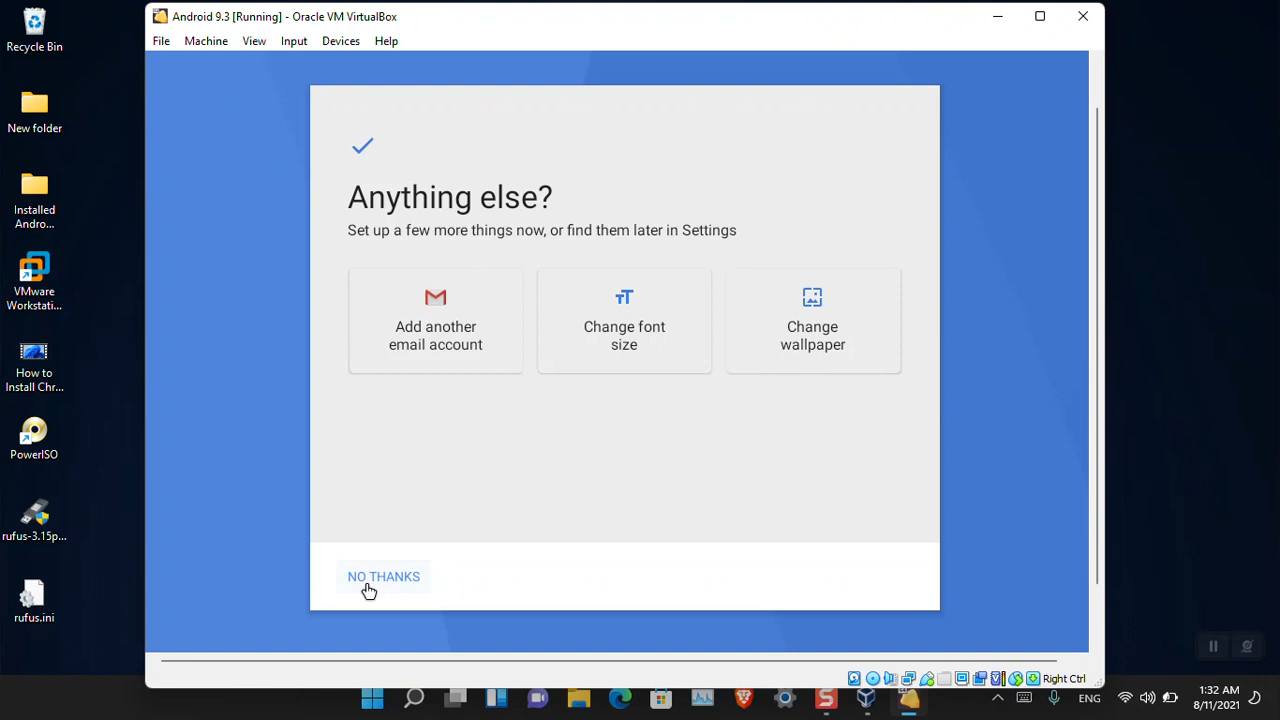 Android 9.3 [Running] - Oracle VM VirtualBox
File Machine View Input Devices Help
Recycle Bin
New folder
Installed
Andro...
VMware
Workstati...
How to
Install Chr...
PowerISO
rufus-3.15p...
rufus.ini
Anything else?
Set up a few more things now, or find them later in Settings
Add another
email account
Change font
size
Change
wallpaper
NO THANKS
Right Ctrl
ENG
1:32 AM
8/11/2021